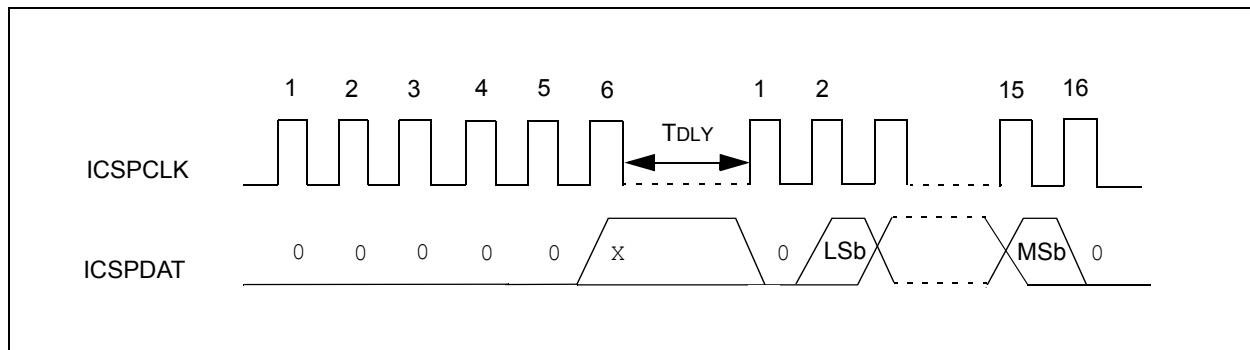 1 2 3 4 5 6 1 2 15 16
TDLY
ICSPCLK
ICSPDAT 0 0 0 0 0 X 0 LSb MSb 0